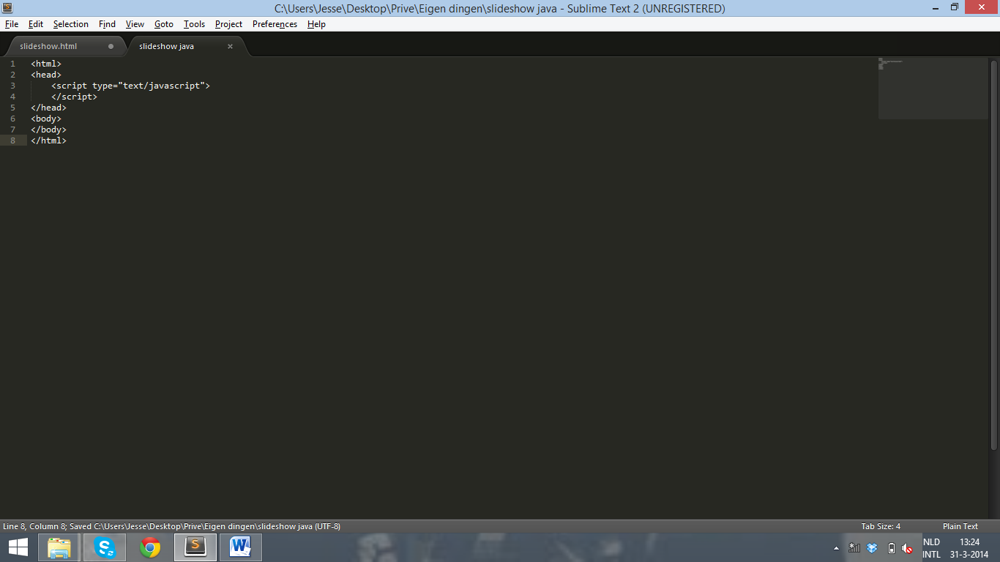 C:\Users\Jesse\Desktop\Prive\Eigen dingen\slideshow java - Sublime Text 2 (UNREGISTERED)
File Edit Selection Find View Goto Tools Project Preferences Help
slideshow.html slideshow java
1 <html>
2 <head>
3 <script type="text/javascript">
4 </script>
5 </head>
6 <body>
7 </body>
8 </html>
Line 8, Column 8; Saved C:\Users\Jesse\Desktop\Prive\Eigen dingen\slideshow java (UTF-8) Tab Size: 4 Plain Text
NLD 13:24
INTL 31-3-2014